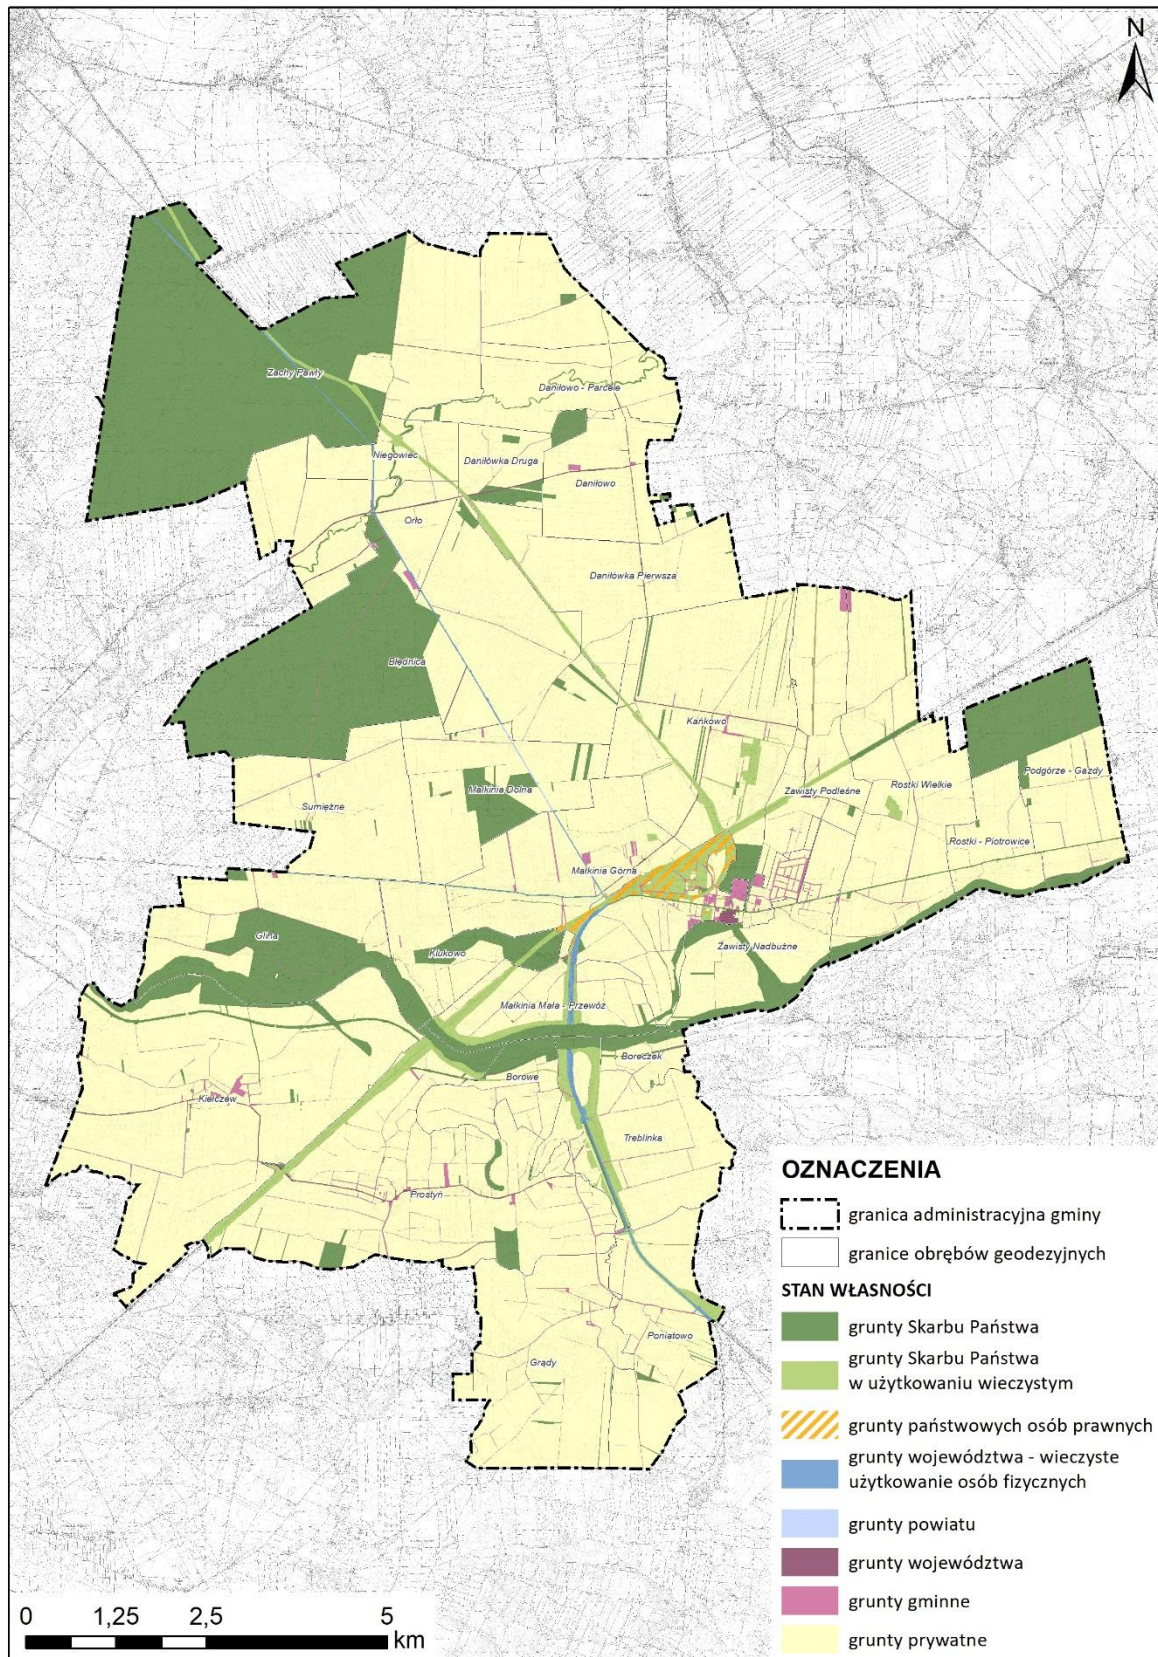 N
Zachy Pawły
Daniłowo - Parcele
Niegowiec
Daniłówka Druga
Daniłowo
Orło
Daniłówka Pierwsza
Błędnica
Kańkowo
Podgórze - Gazdy
Rostki Wielkie
Zawisty Podleśne
Małkinia Dolna
Sumiężne
Rostki - Piotrowice
Małkinia Górna
Glina
Klukowo
Zawisty Nadbużne
Małkinia Mała - Przewóz
Boreczek
Borowe
Kiełczew
Treblinka
Prostyń
Poniatowo
Grądy
OZNACZENIA
granica administracyjna gminy
granice obrębów geodezyjnych
STAN WŁASNOŚCI
grunty Skarbu Państwa
grunty Skarbu Państwa
w użytkowaniu wieczystym
grunty państwowych osób prawnych
grunty województwa - wieczyste
użytkowanie osób fizycznych
grunty powiatu
grunty województwa
grunty gminne
grunty prywatne
0 1,25 2,5 5
km